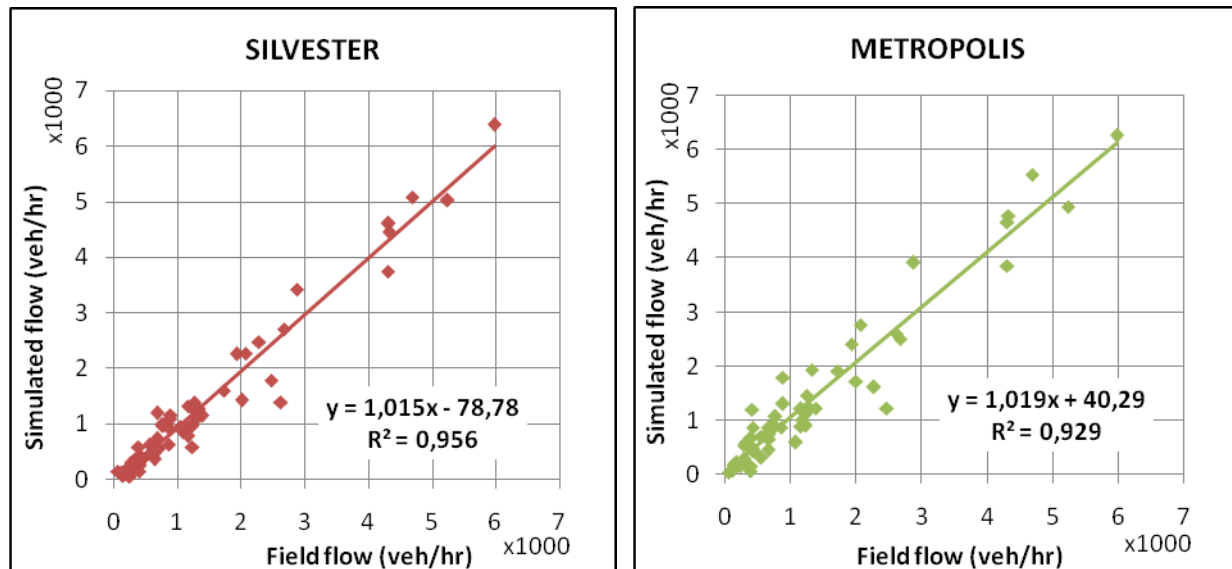 SILVESTER
x1000
Simulated flow (veh/hr)
7
6
5
4
3
2
1
0
y = 1,015x - 78,78
R² = 0,956
0 1 2 3 4 5 6 7
x1000
Field flow (veh/hr)
METROPOLIS
x1000
Simulated flow (veh/hr)
7
6
5
4
3
2
1
0
y = 1,019x + 40,29
R² = 0,929
0 1 2 3 4 5 6 7
x1000
Field flow (veh/hr)